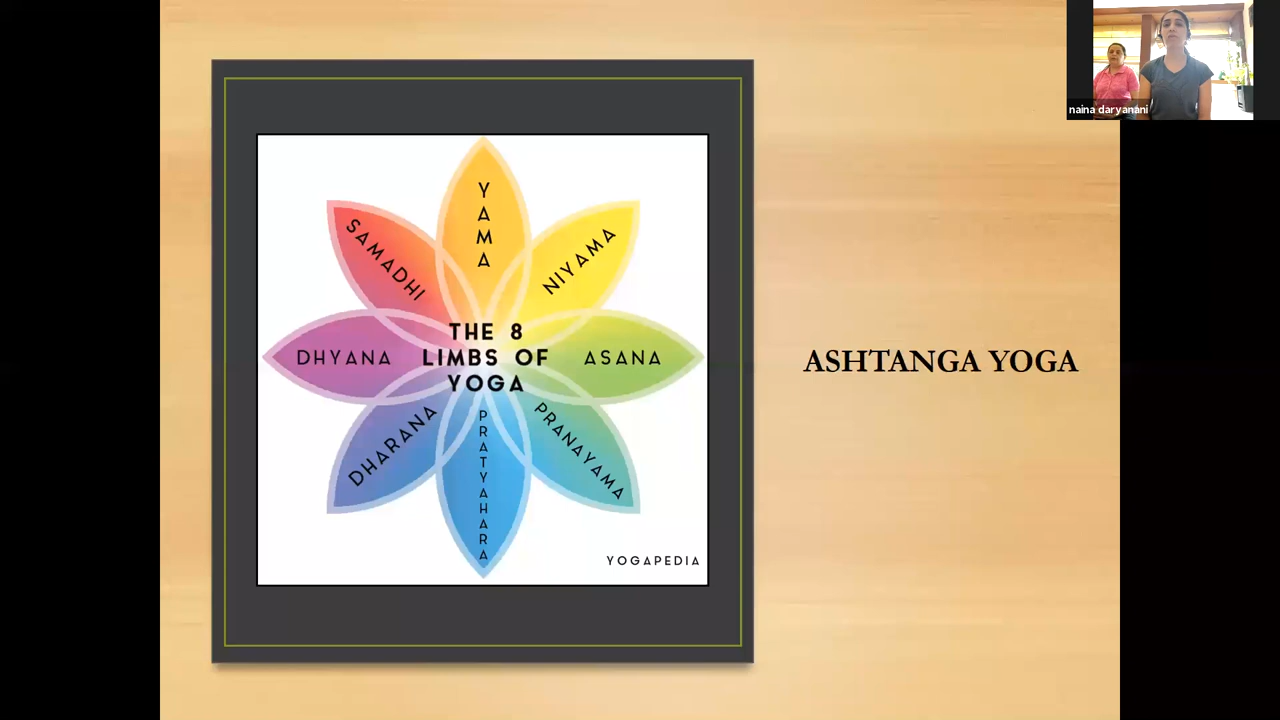 THE 8
LIMBS OF
YOGA
YAMA
NIYAMA
ASANA
PRANAYAMA
PRATYAHARA
DHARANA
DHYANA
SAMADHI
YOGAPEDIA
ASHTANGA YOGA
naina daryanani